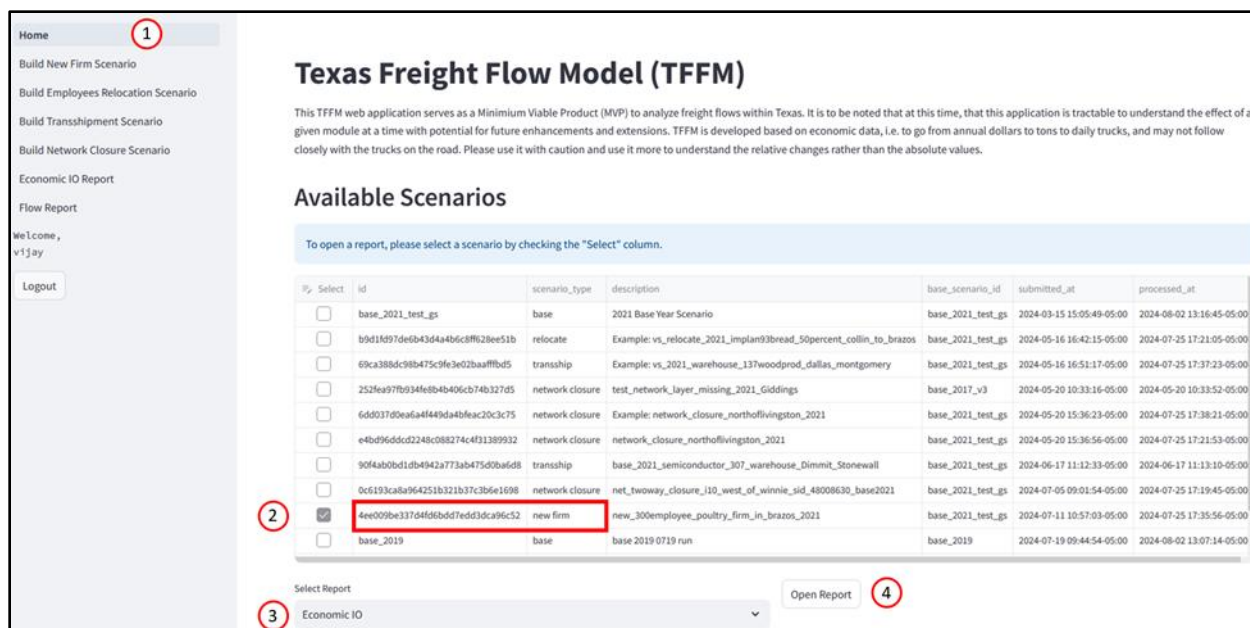 Home
1
Build New Firm Scenario
Build Employees Relocation Scenario
Build Transshipment Scenario
Build Network Closure Scenario
Economic IO Report
Flow Report
Welcome,
vijay
Logout
Texas Freight Flow Model (TFFM)
This TFFM web application serves as a Minimium Viable Product (MVP) to analyze freight flows within Texas. It is to be noted that at this time, that this application is tractable to understand the effect of a
given module at a time with potential for future enhancements and extensions. TFFM is developed based on economic data, i.e. to go from annual dollars to tons to daily trucks, and may not follow
closely with the trucks on the road. Please use it with caution and use it more to understand the relative changes rather than the absolute values.
Available Scenarios
To open a report, please select a scenario by checking the "Select" column.
Select id scenario_type description base_scenario_id submitted_at processed_at
base_2021_test_gs base 2021 Base Year Scenario base_2021_test_gs 2024-03-15 15:05:49-05:00 2024-08-02 13:16:45-05:00
b9d1fd97de6b43d4a4b6c8ff628ee51b relocate Example: vs_relocate_2021_implan93bread_50percent_collin_to_brazos base_2021_test_gs 2024-05-16 16:42:15-05:00 2024-07-25 17:21:05-05:00
69ca388dc98b475c9fe3e02baafffbd5 transship Example: vs_2021_warehouse_137woodprod_dallas_montgomery base_2021_test_gs 2024-05-16 16:51:17-05:00 2024-07-25 17:37:23-05:00
252fea97fb934fe8b4b406cb74b327d5 network closure test_network_layer_missing_2021_Giddings base_2017_v3 2024-05-20 10:33:16-05:00 2024-05-20 10:33:52-05:00
6dd037d0ea6a4f449da4bfeac20c3c75 network closure Example: network_closure_northoflivingston_2021 base_2021_test_gs 2024-05-20 15:36:23-05:00 2024-07-25 17:38:21-05:00
e4bd96ddcd2248c088274c4f31389932 network closure network_closure_northoflivingston_2021 base_2021_test_gs 2024-05-20 15:36:56-05:00 2024-07-25 17:21:53-05:00
90f4ab0bd1db4942a773ab475d0ba6d8 transship base_2021_semiconductor_307_warehouse_Dimmit_Stonewall base_2021_test_gs 2024-06-17 11:12:33-05:00 2024-06-17 11:13:10-05:00
0c6193ca8a964251b321b37c3b6e1698 network closure net_twoway_closure_i10_west_of_winnie_sid_48008630_base2021 base_2021_test_gs 2024-07-05 09:01:54-05:00 2024-07-25 17:19:45-05:00
2 4ee009be337d4fd6bdd7edd3dca96c52 new firm new_300employee_poultry_firm_in_brazos_2021 base_2021_test_gs 2024-07-11 10:57:03-05:00 2024-07-25 17:35:56-05:00
base_2019 base base 2019 0719 run base_2019 2024-07-19 09:44:54-05:00 2024-08-02 13:07:14-05:00
Select Report
Open Report 4
3 Economic IO